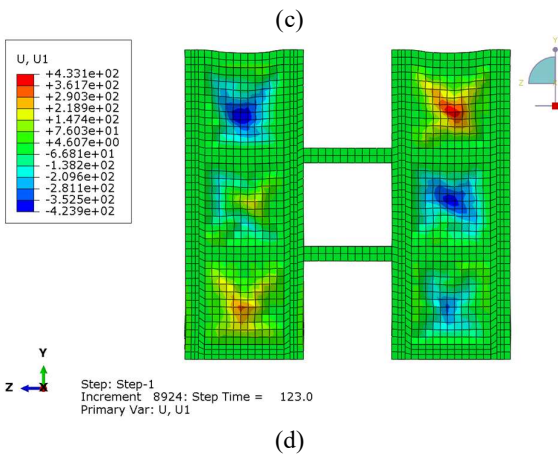 (c)
U, U1
+4.331e+02
+3.617e+02
+2.903e+02
+2.189e+02
+1.474e+02
+7.603e+01
+4.607e+00
-6.681e+01
-1.382e+02
-2.096e+02
-2.811e+02
-3.525e+02
-4.239e+02
Y
Z
Y
Z
X
Step: Step-1
Increment 8924: Step Time = 123.0
Primary Var: U, U1
(d)